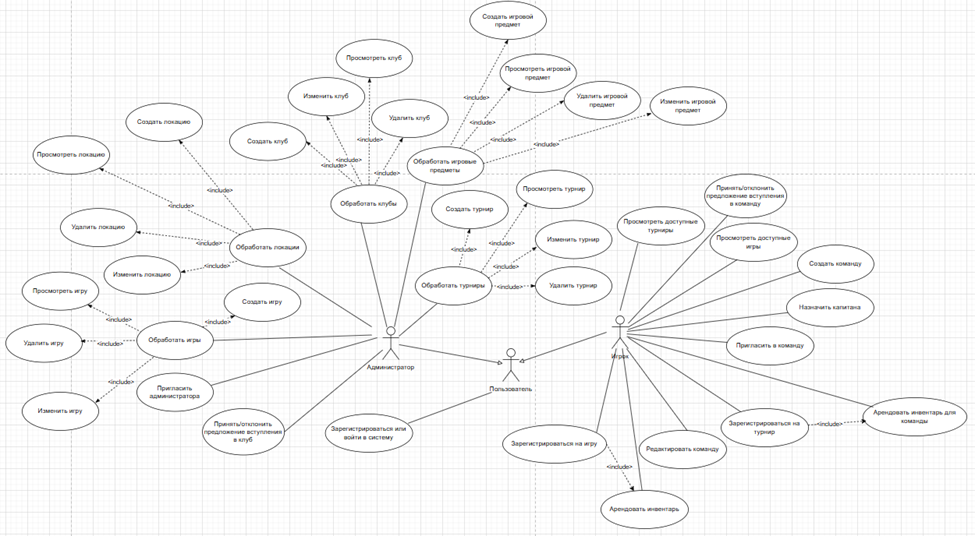 Создать игровой
предмет
Просмотреть клуб
Просмотреть игровой
предмет
<include>
Изменить клуб
Удалить игровой
предмет
Изменить игровой
предмет
Создать локацию
Удалить клуб
<include>
Создать клуб
<include>
<include>
<include>
Просмотреть локацию
<include>
<include>
<include>
<include>
Обработать игровые
предметы
<include>
<include>
Просмотреть турнир
Принять/отклонить
предложение вступления
в команду
<include>
Обработать клубы
Создать турнир
Просмотреть доступные
турниры
Удалить локацию
<include>
Обработать локации
<include>
<include>
Изменить турнир
Просмотреть доступные
игры
Создать команду
Изменить локацию
<include>
<include>
Просмотреть игру
Создать игру
Обработать турниры
<include>
Удалить турнир
Назначить капитана
<include>
<include>
Удалить игру
<include>
Обработать игры
Пригласить в команду
Игрок
Администратор
<include>
Пригласить
администратора
Пользователь
Изменить игру
Арендовать инвентарь для
команды
Принять/отклонить
предложение вступления
в клуб
Зарегистрироваться или
войти в систему
Зарегистрироваться на
турнир
<include>
Зарегистрироваться на игру
Редактировать команду
<include>
Арендовать инвентарь